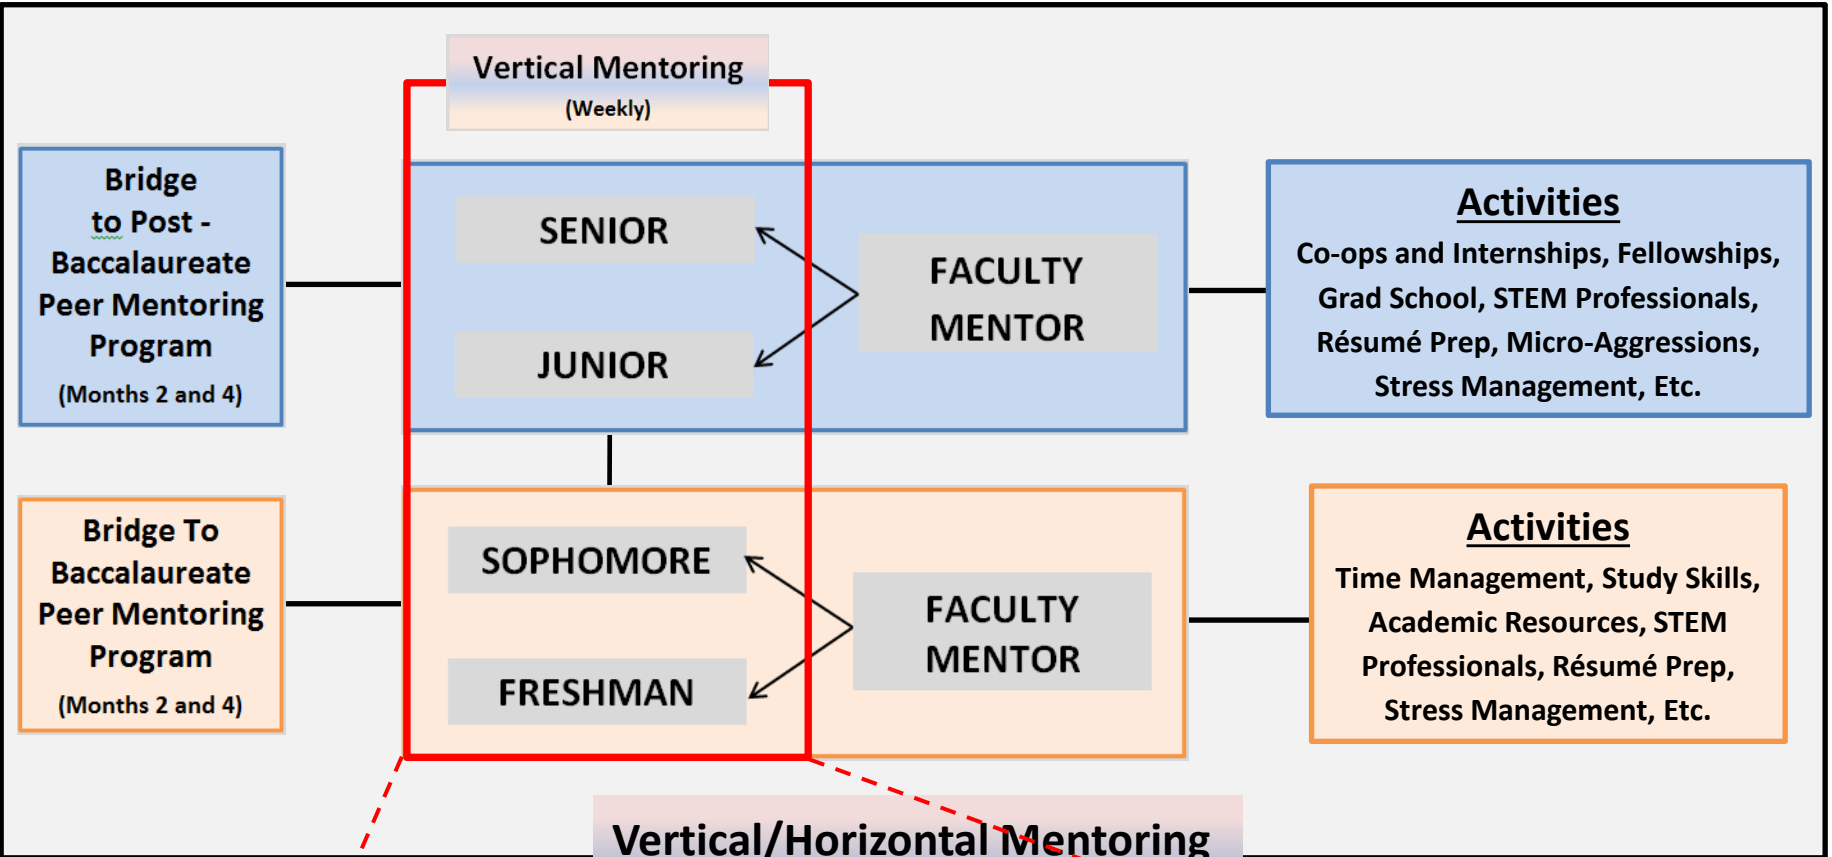 Vertical Mentoring
(Weekly)
Bridge
to Post -
Baccalaureate
Peer Mentoring
Program
(Months 2 and 4)
SENIOR
JUNIOR
FACULTY
MENTOR
Activities
Co-ops and Internships, Fellowships,
Grad School, STEM Professionals,
Résumé Prep, Micro-Aggressions,
Stress Management, Etc.
Bridge To
Baccalaureate
Peer Mentoring
Program
(Months 2 and 4)
SOPHOMORE
FRESHMAN
FACULTY
MENTOR
Activities
Time Management, Study Skills,
Academic Resources, STEM
Professionals, Résumé Prep,
Stress Management, Etc.
Vertical/Horizontal Mentoring